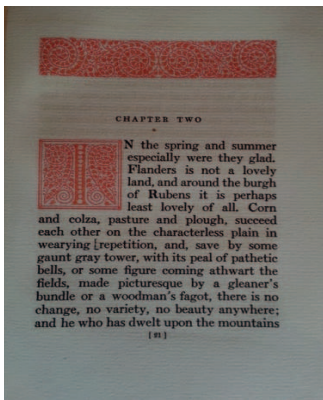 CHAPTER TWO
IN the spring and summer
especially were they glad.
Flanders is not a lovely
land, and around the burgh
of Rubens it is perhaps
least lovely of all. Corn
and colza, pasture and plough, succeed
each other on the characterless plain in
wearying repetition, and, save by some
gaunt gray tower, with its peal of pathetic
bells, or some figure coming athwart the
fields, made picturesque by a gleaner's
bundle or a woodman's fagot, there is no
change, no variety, no beauty anywhere;
and he who has dwelt upon the mountains
[21]